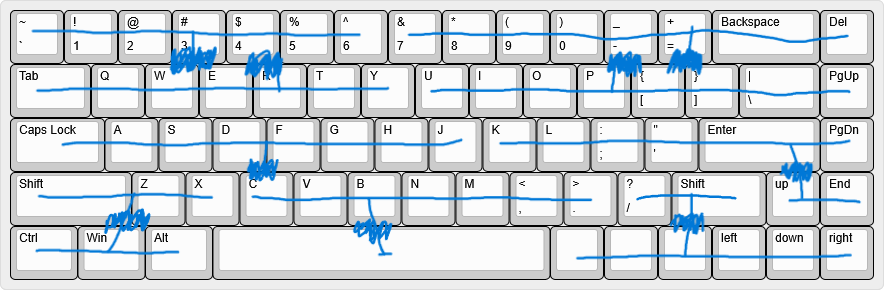 ~ ! @ # $ % ^ & * ( ) _ + Backspace Del
` 1 2 3 4 5 6 7 8 9 0 - =
Tab Q W E R T Y U I O P { } | PgUp
[ ] \
Caps Lock A S D F G H J K L : " Enter PgDn
; '
Shift Z X C V B N M < > ? Shift up End
, . /
Ctrl Win Alt left down right